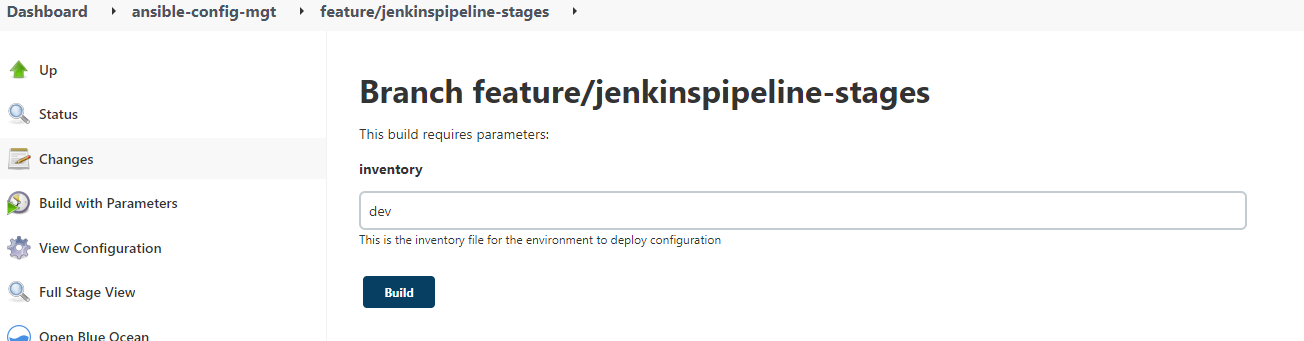 Dashboard ansible-config-mgt feature/jenkinspipeline-stages
Up
Status
Changes
Build with Parameters
View Configuration
Full Stage View
Open Blue Ocean
Branch feature/jenkinspipeline-stages
This build requires parameters:
inventory
dev
This is the inventory file for the environment to deploy configuration
Build